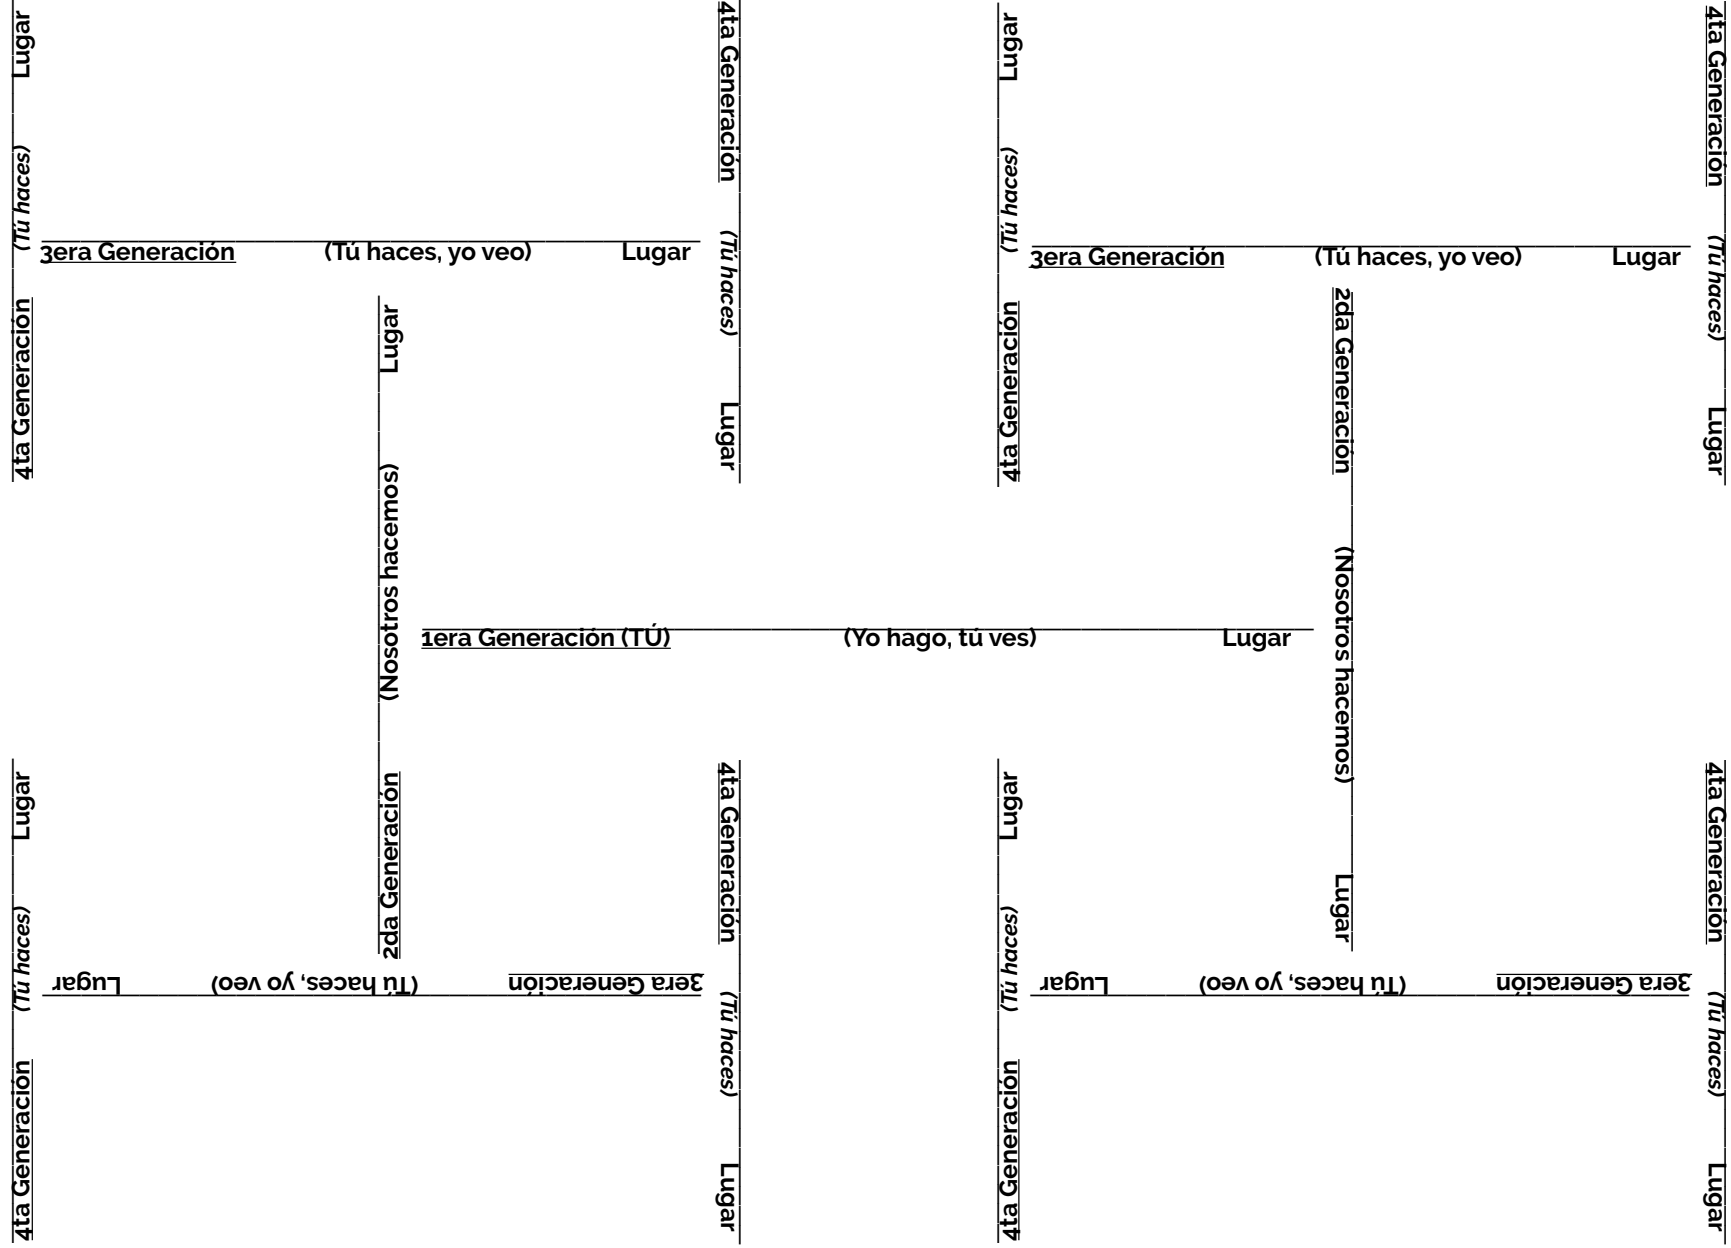 4ta Generación (Tú haces) Lugar
4ta Generación (Tú haces) Lugar
4ta Generación (Tú haces) Lugar
4ta Generación (Tú haces) Lugar
3era Generación (Tú haces, yo veo) Lugar
3era Generación (Tú haces, yo veo) Lugar
2da Generación (Nosotros hacemos) Lugar
1era Generación (TÚ) (Yo hago, tú ves) Lugar
2da Generación (Nosotros hacemos) Lugar
4ta Generación (Tú haces) Lugar
4ta Generación (Tú haces) Lugar
4ta Generación (Tú haces) Lugar
4ta Generación (Tú haces) Lugar
3era Generación (Tú haces, yo veo) Lugar
3era Generación (Tú haces, yo veo) Lugar